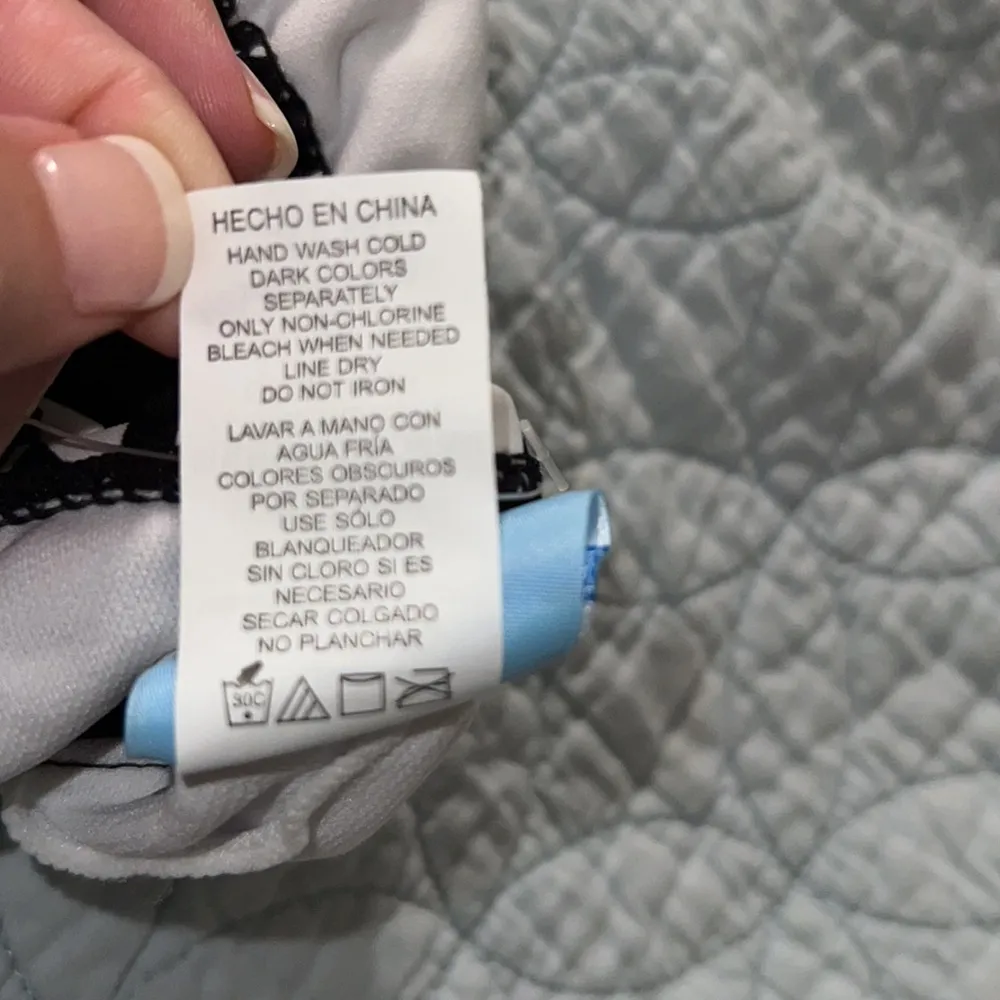 HECHO EN CHINA
HAND WASH COLD
DARK COLORS
SEPARATELY
ONLY NON-CHLORINE
BLEACH WHEN NEEDED
LINE DRY
DO NOT IRON
LAVAR A MANO CON
AGUA FRÍA
COLORES OBSCUROS
POR SEPARADO
USE SÓLO
BLANQUEADOR
SIN CLORO SI ES
NECESARIO
SECAR COLGADO
NO PLANCHAR
30C